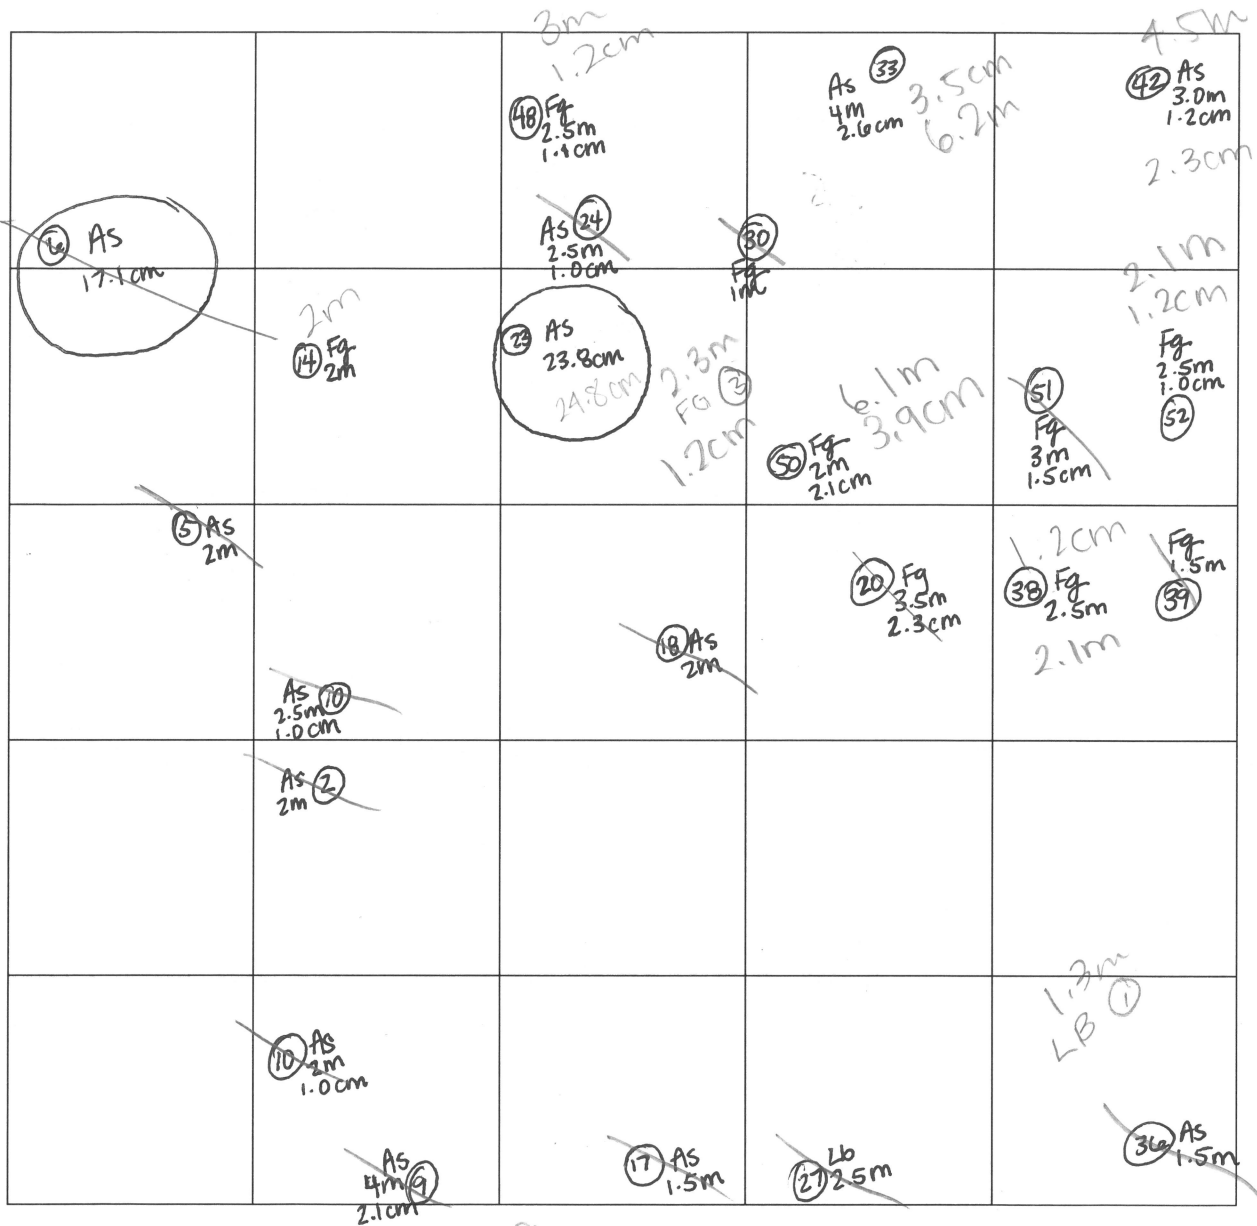 3m
1.2cm
48 Fg
2.5m
1.1cm
33
As
4m
2.6cm
3.5cm
6.2m
4.5m
42 As
3.0m
1.2cm
2.3cm
6 As
17.1cm
As 24
2.5m
1.0cm
30
Fg
1m
2m
14 Fg
2m
23 As
23.8cm
24.8cm
2.3m
FG 3
1.2cm
6.1m
3.9cm
50 Fg
2m
2.1cm
51
Fg
3m
1.5cm
2.1m
1.2cm
Fg
2.5m
1.0cm
52
5 As
2m
As 10
2.5m
1.0cm
18 As
2m
20 Fg
3.5m
2.3cm
1.2cm
38 Fg
2.5m
2.1m
Fg
1.5m
39
As 2
2m
10 As
2m
1.0cm
As
4m 9
2.1cm
17 As
1.5m
Lb
27 2.5m
1.3m
LB 1
36 As
1.5m